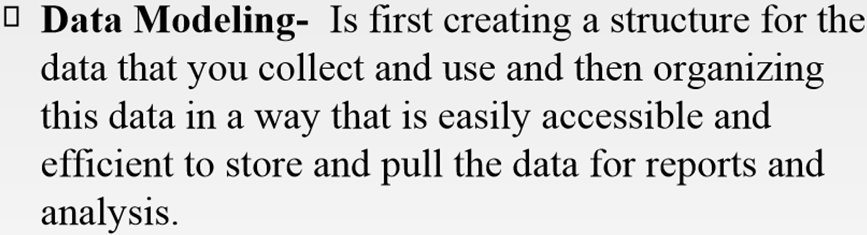 ▯ Data Modeling- Is first creating a structure for the
data that you collect and use and then organizing
this data in a way that is easily accessible and
efficient to store and pull the data for reports and
analysis.